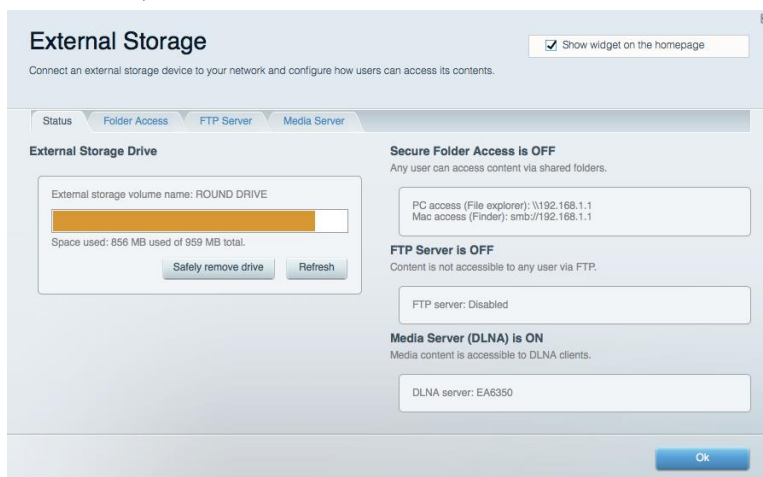 External Storage
Show widget on the homepage
Connect an external storage device to your network and configure how users can access its contents.
Status
Folder Access
FTP Server
Media Server
External Storage Drive
External storage volume name: ROUND DRIVE
Space used: 856 MB used of 959 MB total.
Safely remove drive
Refresh
Secure Folder Access is OFF
Any user can access content via shared folders.
PC access (File explorer): \\192.168.1.1
Mac access (Finder): smb://192.168.1.1
FTP Server is OFF
Content is not accessible to any user via FTP.
FTP server: Disabled
Media Server (DLNA) is ON
Media content is accessible to DLNA clients.
DLNA server: EA6350
Ok